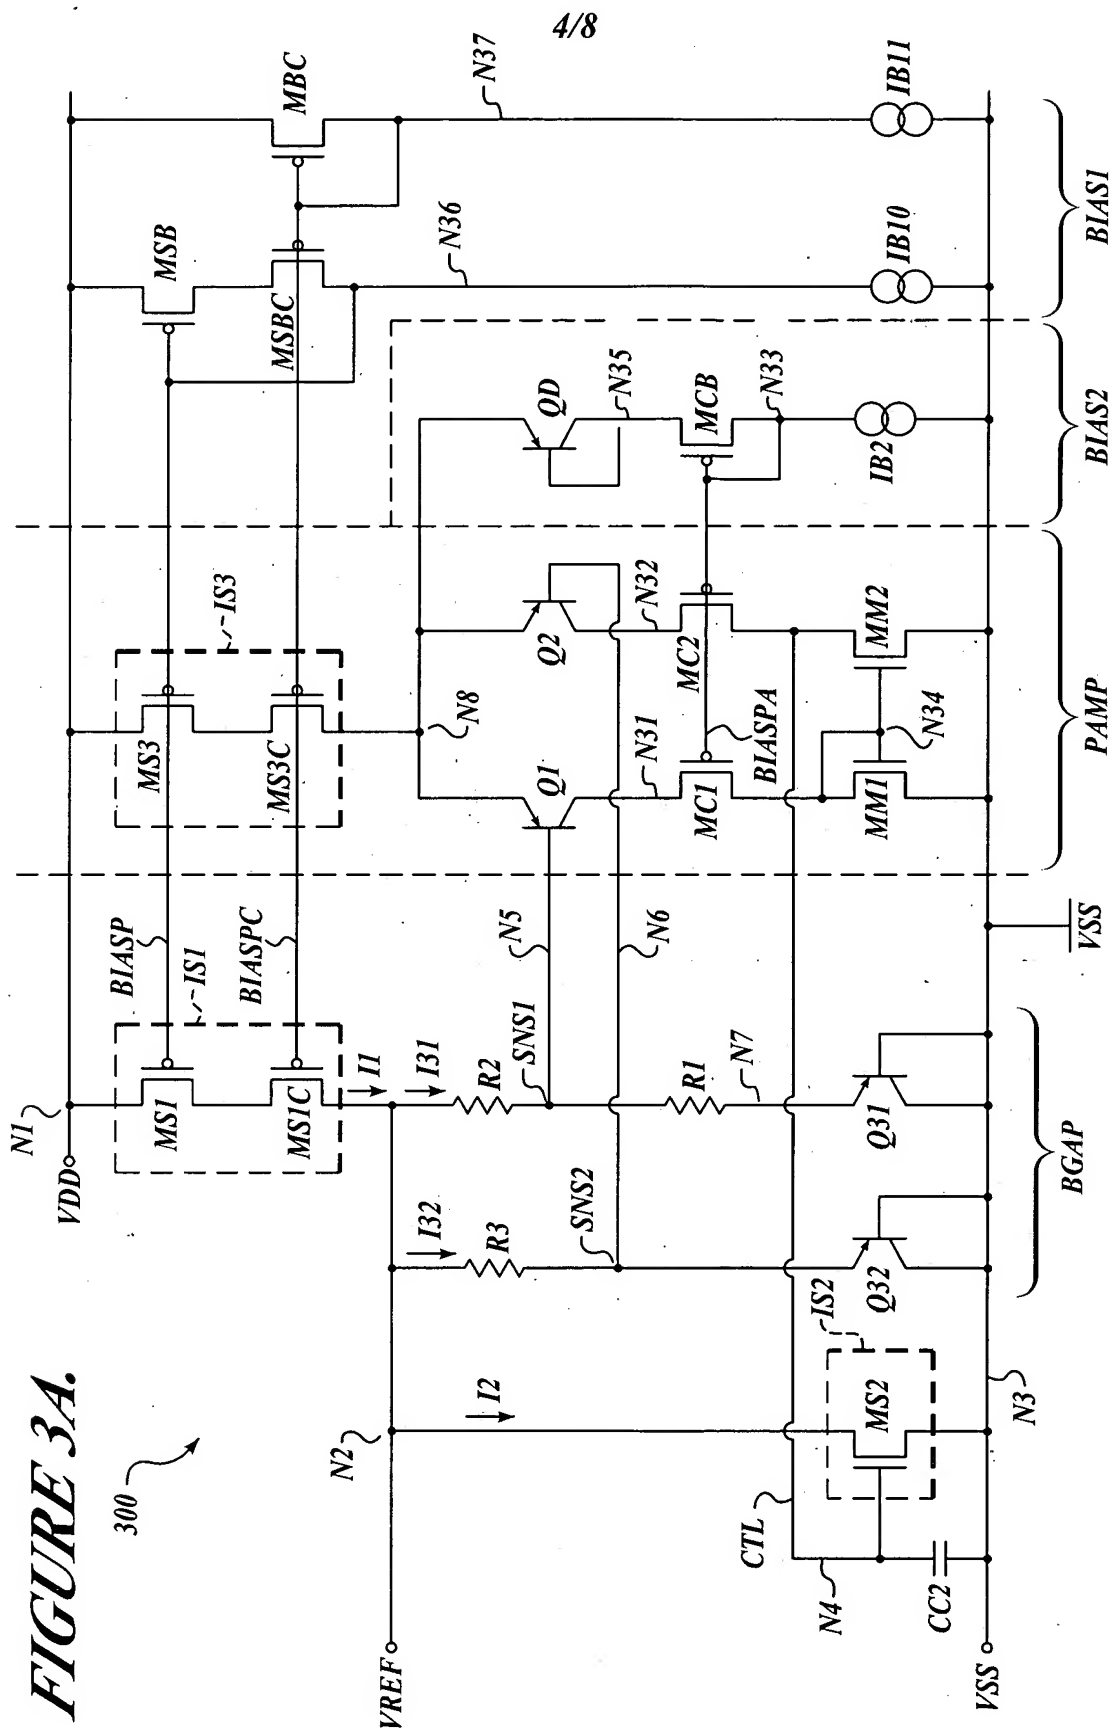 4/8
FIGURE 3A.
300
N1
VDD
MS1
MS1C
BIASP
IS1
BIASPC
I1
I31
R2
SNS1
N5
R1
N7
Q31
N2
VREF
I2
I32
R3
SNS2
N6
Q32
IS2
MS2
CTL
N4
CC2
N3
VSS
VSS
BGAP
IS3
MS3
MS3C
N8
Q1
Q2
N31
N32
MC1
MC2
BIASPA
MM1
MM2
N34
PAMP
QD
N35
MCB
N33
IB2
BIAS2
MSB
MSBC
MBC
N36
N37
IB10
IB11
BIAS1